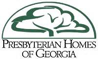 PRESBYTERIAN HOMES
OF GEORGIA